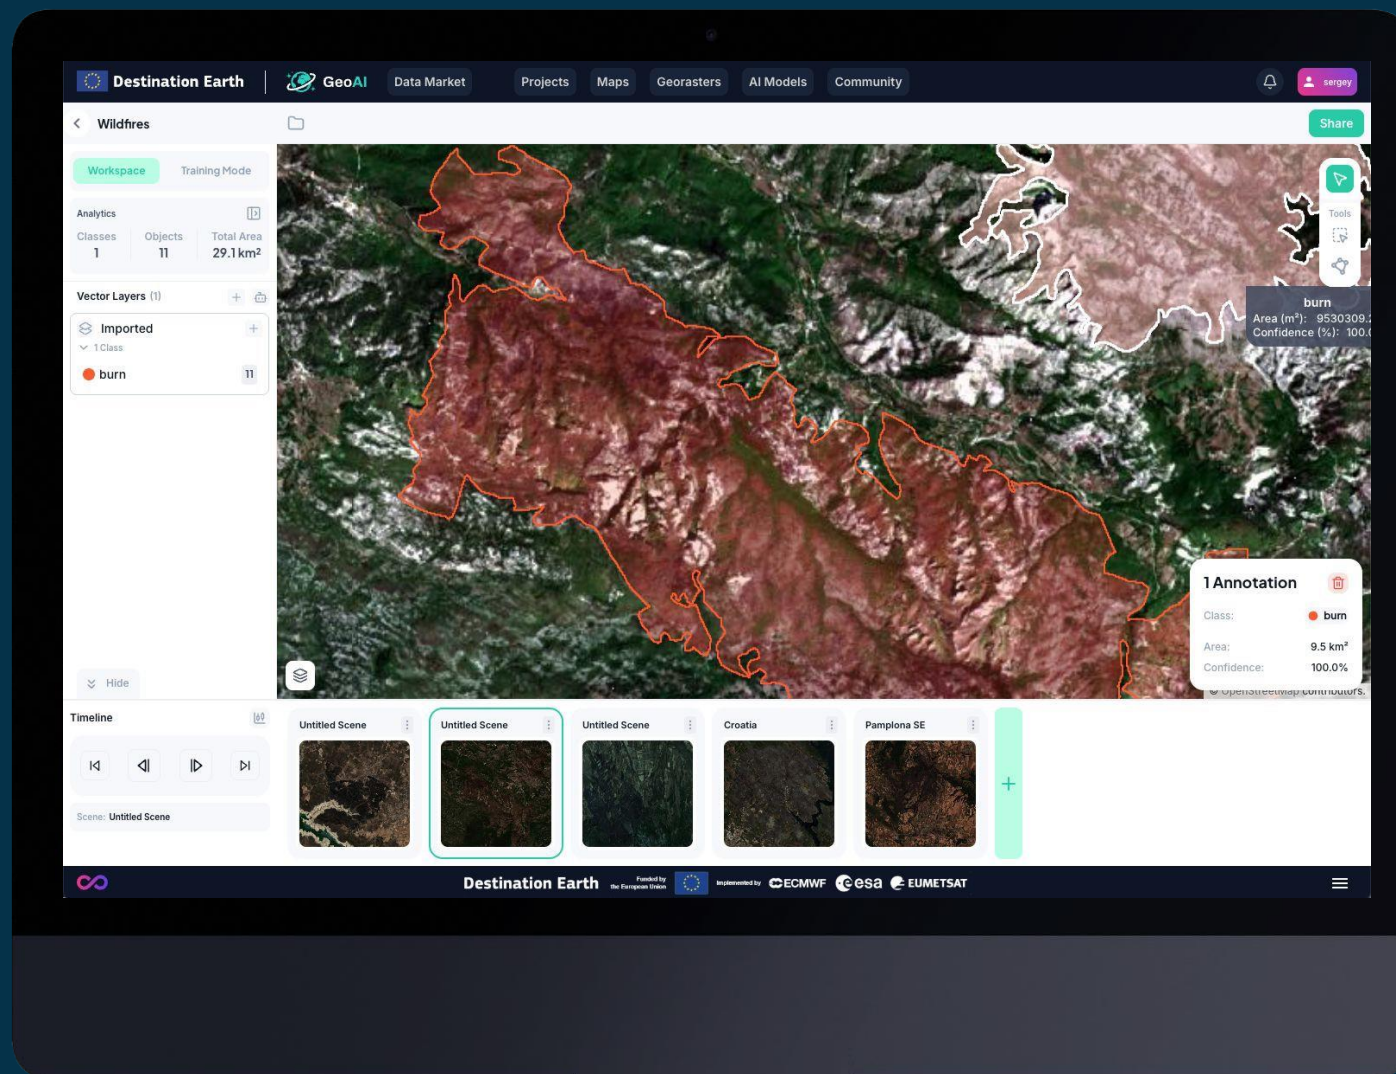 Destination Earth
GeoAI
Data Market
Projects
Maps
Georasters
AI Models
Community
sergey
Wildfires
Share
Workspace
Training Mode
Analytics
Classes
Objects
Total Area
1
11
29.1 km²
Vector Layers (1)
Imported
1 Class
burn
11
Hide
Tools
burn
Area (m²): 9530309.
Confidence (%): 100.
1 Annotation
Class:
burn
Area:
9.5 km²
Confidence:
100.0%
© OpenStreetMap contributors.
Timeline
Scene: Untitled Scene
Untitled Scene
Untitled Scene
Untitled Scene
Croatia
Pamplona SE
Destination Earth
Funded by
the European Union
Implemented by
ECMWF
esa
EUMETSAT